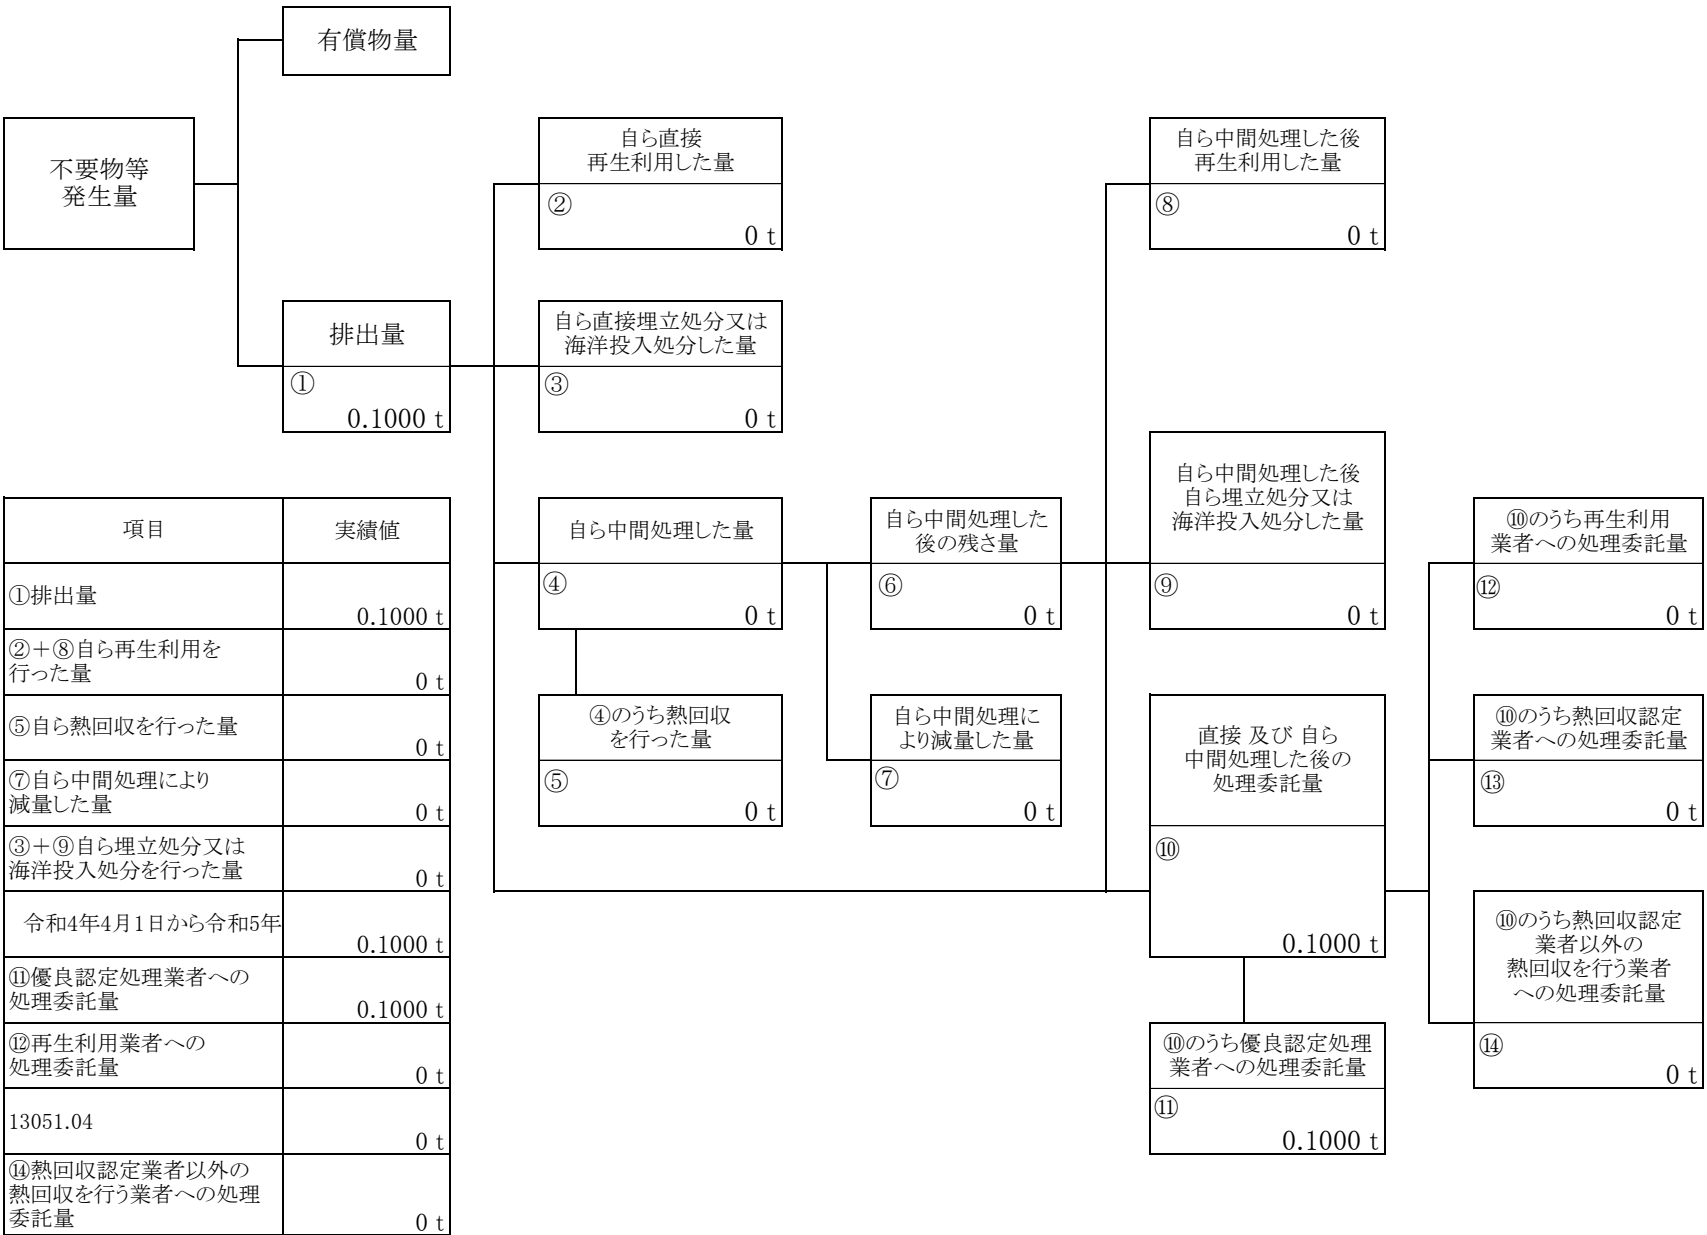 有償物量
不要物等
発生量
自ら直接
再生利用した量
②
0 t
自ら中間処理した後
再生利用した量
⑧
0 t
排出量
①
0.1000 t
自ら直接埋立処分又は
海洋投入処分した量
③
0 t
自ら中間処理した量
④
0 t
自ら中間処理した
後の残さ量
⑥
0 t
自ら中間処理した後
自ら埋立処分又は
海洋投入処分した量
⑨
0 t
⑩のうち再生利用
業者への処理委託量
⑫
0 t
④のうち熱回収
を行った量
⑤
0 t
自ら中間処理に
より減量した量
⑦
0 t
直接 及び 自ら
中間処理した後の
処理委託量
⑩
0.1000 t
⑩のうち熱回収認定
業者への処理委託量
⑬
0 t
⑩のうち熱回収認定
業者以外の
熱回収を行う業者
への処理委託量
⑭
0 t
⑩のうち優良認定処理
業者への処理委託量
⑪
0.1000 t
項目 実績値
①排出量
0.1000 t
②＋⑧自ら再生利用を
行った量
0 t
⑤自ら熱回収を行った量
0 t
⑦自ら中間処理により
減量した量
0 t
③＋⑨自ら埋立処分又は
海洋投入処分を行った量
0 t
令和4年4月1日から令和5年
0.1000 t
⑪優良認定処理業者への
処理委託量
0.1000 t
⑫再生利用業者への
処理委託量
0 t
13051.04
0 t
⑭熱回収認定業者以外の
熱回収を行う業者への処理
委託量
0 t